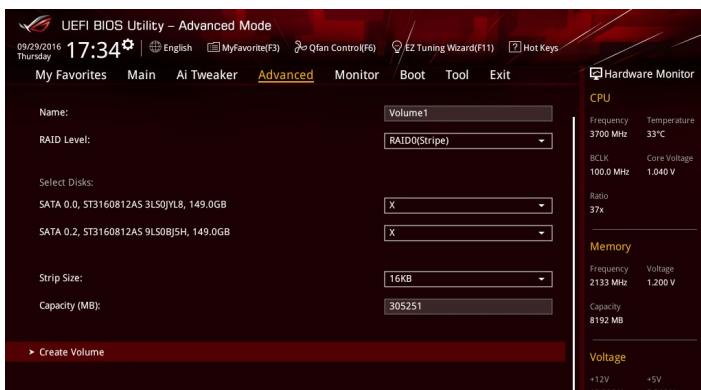 UEFI BIOS Utility – Advanced Mode
09/29/2016 Thursday 17:34 English MyFavorite(F3) Qfan Control(F6) EZ Tuning Wizard(F11) ? Hot Keys
My Favorites Main Ai Tweaker Advanced Monitor Boot Tool Exit
Name: Volume1
RAID Level: RAID0(Stripe)
Select Disks:
SATA 0.0, ST3160812AS 3LS0JYL8, 149.0GB X
SATA 0.2, ST3160812AS 9LS0BJ5H, 149.0GB X
Strip Size: 16KB
Capacity (MB): 305251
> Create Volume
Hardware Monitor
CPU
Frequency Temperature
3700 MHz 33°C
BCLK Core Voltage
100.0 MHz 1.040 V
Ratio
37x
Memory
Frequency Voltage
2133 MHz 1.200 V
Capacity
8192 MB
Voltage
+12V +5V